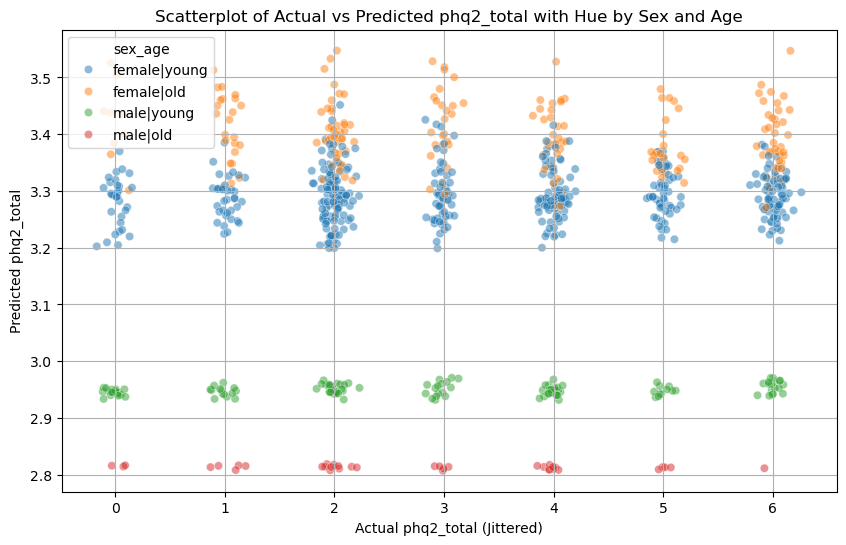 Scatterplot of Actual vs Predicted phq2_total with Hue by Sex and Age
sex_age
female|young
female|old
male|young
male|old
3.5
3.4
3.3
3.2
3.1
3.0
2.9
2.8
Predicted phq2_total
0 1 2 3 4 5 6
Actual phq2_total (Jittered)